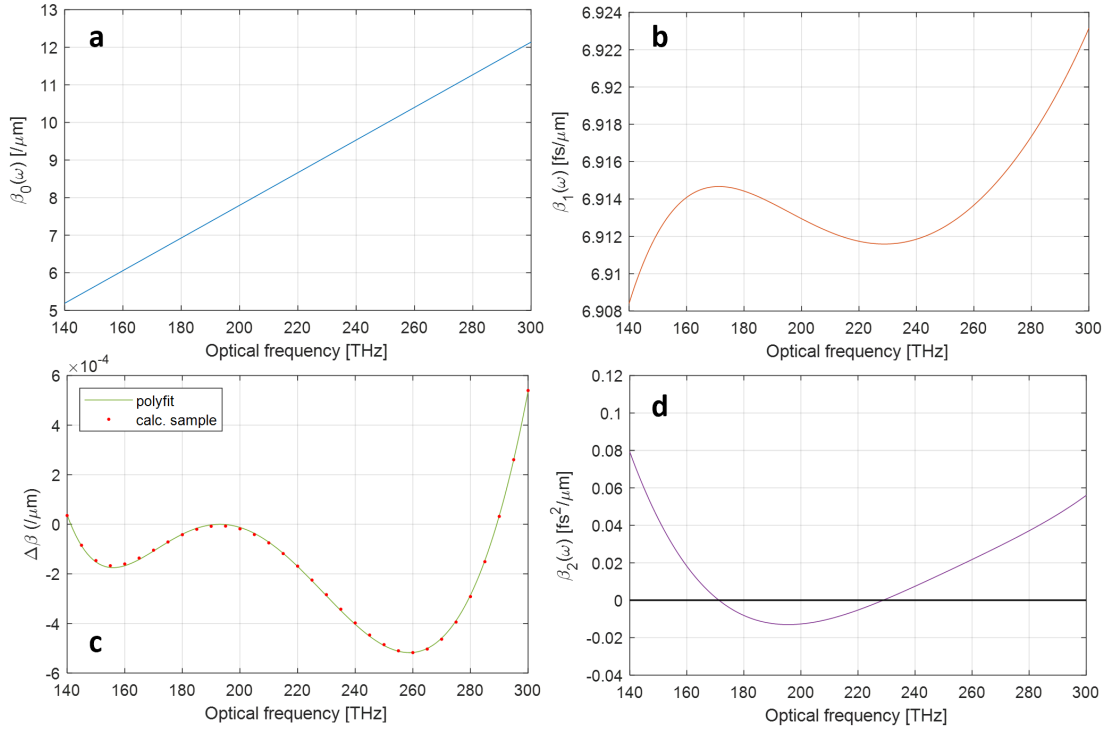 a
13
12
11
10
9
8
7
6
5
140 160 180 200 220 240 260 280 300
β₀(ω) [/μm]
Optical frequency [THz]
b
6.924
6.922
6.92
6.918
6.916
6.914
6.912
6.91
6.908
140 160 180 200 220 240 260 280 300
β₁(ω) [fs/μm]
Optical frequency [THz]
×10⁻⁴
polyfit
calc. sample
6
4
2
0
-2
-4
-6
c
140 160 180 200 220 240 260 280 300
Δβ (/μm)
Optical frequency [THz]
d
0.12
0.1
0.08
0.06
0.04
0.02
0
-0.02
-0.04
140 160 180 200 220 240 260 280 300
β₂(ω) [fs²/μm]
Optical frequency [THz]